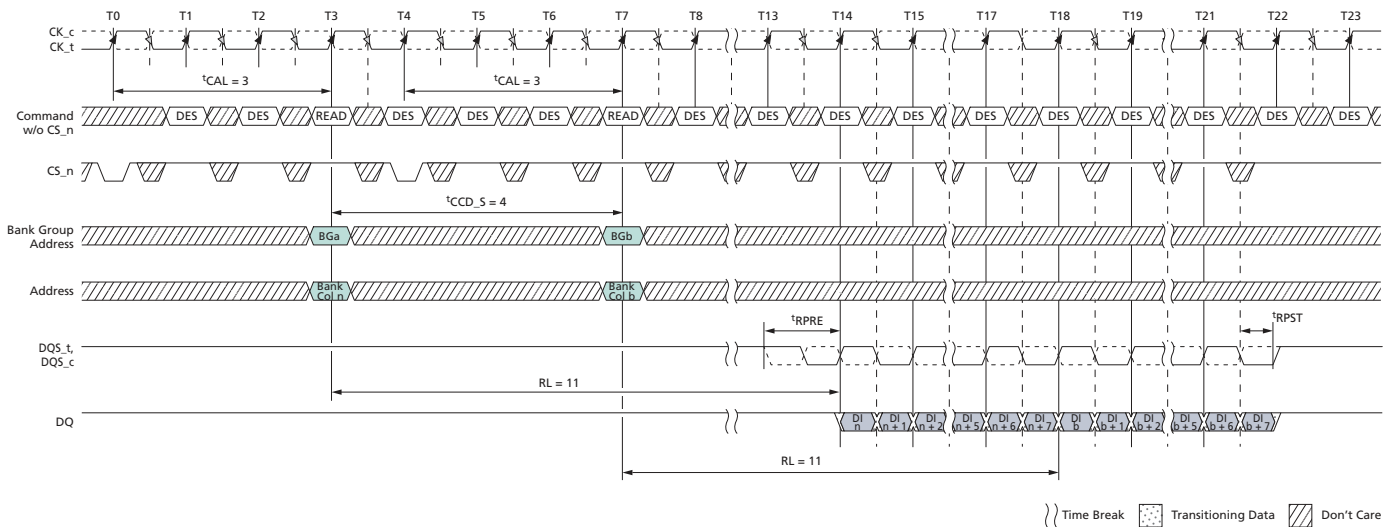 T0 T1 T2 T3 T4 T5 T6 T7 T8 T13 T14 T15 T17 T18 T19 T21 T22 T23
CK_c
CK_t
tCAL = 3 tCAL = 3
Command
w/o CS_n
DES DES READ DES DES DES READ DES DES DES DES DES DES DES DES DES DES
CS_n
tCCD_S = 4
Bank Group
Address
BGa BGb
Address
Bank
Col n
Bank
Col b
tRPRE tRPST
DQS_t,
DQS_c
RL = 11
DQ
DI
n
DI
n + 1
DI
n + 2
DI
n + 5
DI
n + 6
DI
n + 7
DI
b
DI
b + 1
DI
b + 2
DI
b + 5
DI
b + 6
DI
b + 7
RL = 11
Time Break Transitioning Data Don't Care